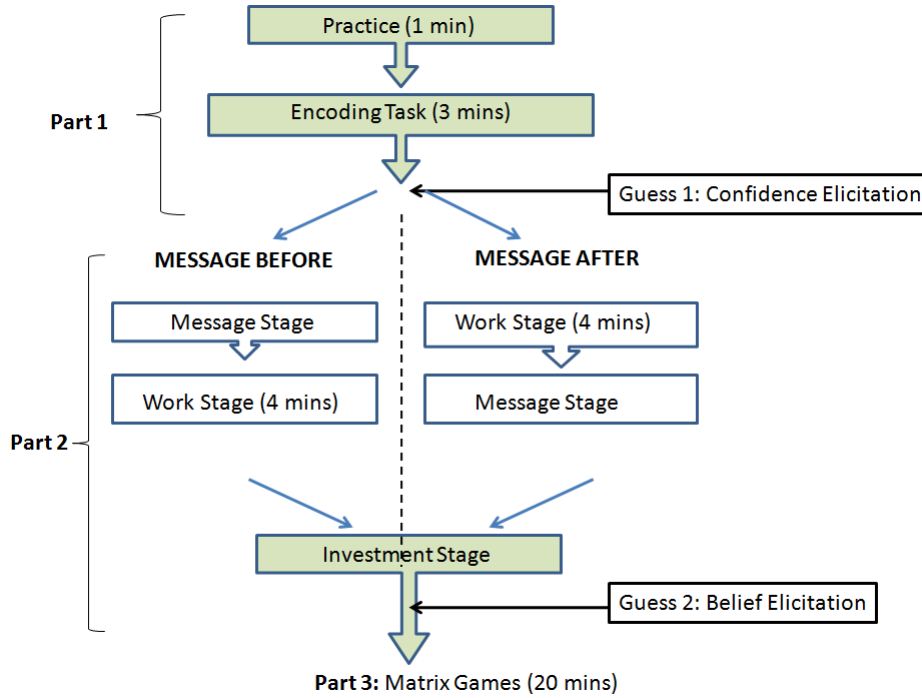 Practice (1 min)
Encoding Task (3 mins)
Part 1
Guess 1: Confidence Elicitation
MESSAGE BEFORE
MESSAGE AFTER
Message Stage
Work Stage (4 mins)
Work Stage (4 mins)
Message Stage
Part 2
Investment Stage
Guess 2: Belief Elicitation
Part 3: Matrix Games (20 mins)